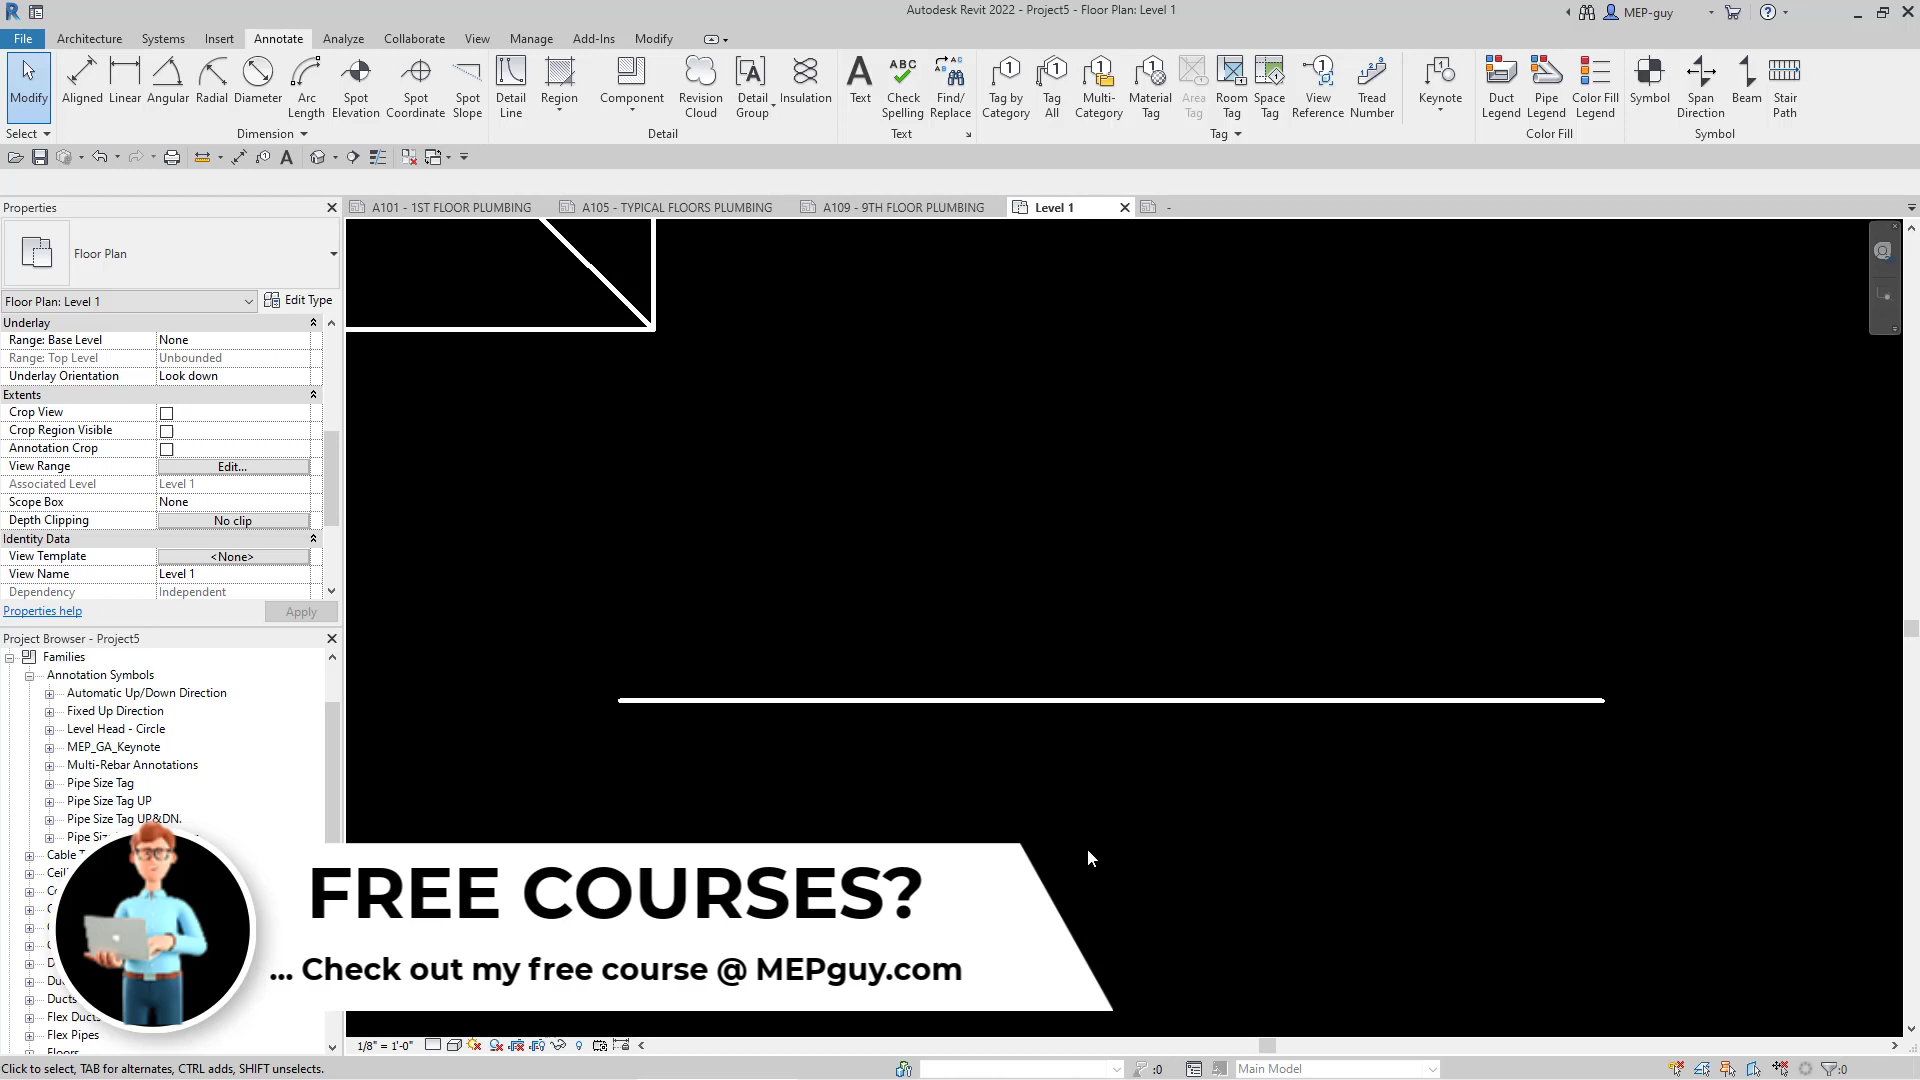 Autodesk Revit 2022 - Project5 - Floor Plan: Level 1
MEP-guy
File Architecture Systems Insert Annotate Analyze Collaborate View Manage Add-Ins Modify
Modify
Aligned
Linear
Angular
Radial
Diameter
Arc Length
Spot Elevation
Spot Coordinate
Spot Slope
Detail Line
Region
Component
Revision Cloud
Detail Group
Insulation
Text
Check Spelling
Find/ Replace
Tag by Category
Tag All
Multi- Category
Material Tag
Area Tag
Room Tag
Space Tag
View Reference
Tread Number
Keynote
Duct Legend
Pipe Legend
Color Fill Legend
Symbol
Span Direction
Beam
Stair Path
Select Dimension Detail Text Tag Color Fill Symbol
Properties
A101 - 1ST FLOOR PLUMBING
A105 - TYPICAL FLOORS PLUMBING
A109 - 9TH FLOOR PLUMBING
Level 1
-
Floor Plan
Floor Plan: Level 1
Edit Type
Underlay
Range: Base Level None
Range: Top Level Unbounded
Underlay Orientation Look down
Extents
Crop View
Crop Region Visible
Annotation Crop
View Range Edit...
Associated Level Level 1
Scope Box None
Depth Clipping No clip
Identity Data
View Template <None>
View Name Level 1
Dependency Independent
Properties help
Apply
Project Browser - Project5
Families
Annotation Symbols
Automatic Up/Down Direction
Fixed Up Direction
Level Head - Circle
MEP_GA_Keynote
Multi-Rebar Annotations
Pipe Size Tag
Pipe Size Tag UP
Pipe Size Tag UP&DN.
Cable
Ducts
Flex Ducts
Flex Pipes
FREE COURSES?
... Check out my free course @ MEPguy.com
1/8" = 1'-0"
Click to select, TAB for alternates, CTRL adds, SHIFT unselects.
:0
Main Model
:0